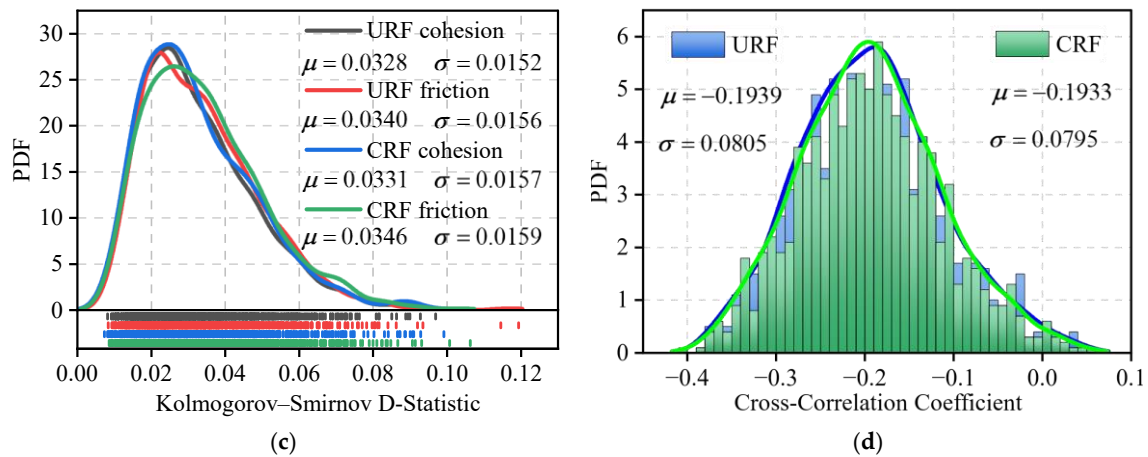 30
25
20
15
10
5
0
PDF
URF cohesion
μ = 0.0328 σ = 0.0152
URF friction
μ = 0.0340 σ = 0.0156
CRF cohesion
μ = 0.0331 σ = 0.0157
CRF friction
μ = 0.0346 σ = 0.0159
0.00 0.02 0.04 0.06 0.08 0.10 0.12
Kolmogorov–Smirnov D-Statistic
(c)
6
5
4
3
2
1
0
PDF
URF
μ = −0.1939
σ = 0.0805
CRF
μ = −0.1933
σ = 0.0795
−0.4 −0.3 −0.2 −0.1 0.0 0.1
Cross-Correlation Coefficient
(d)